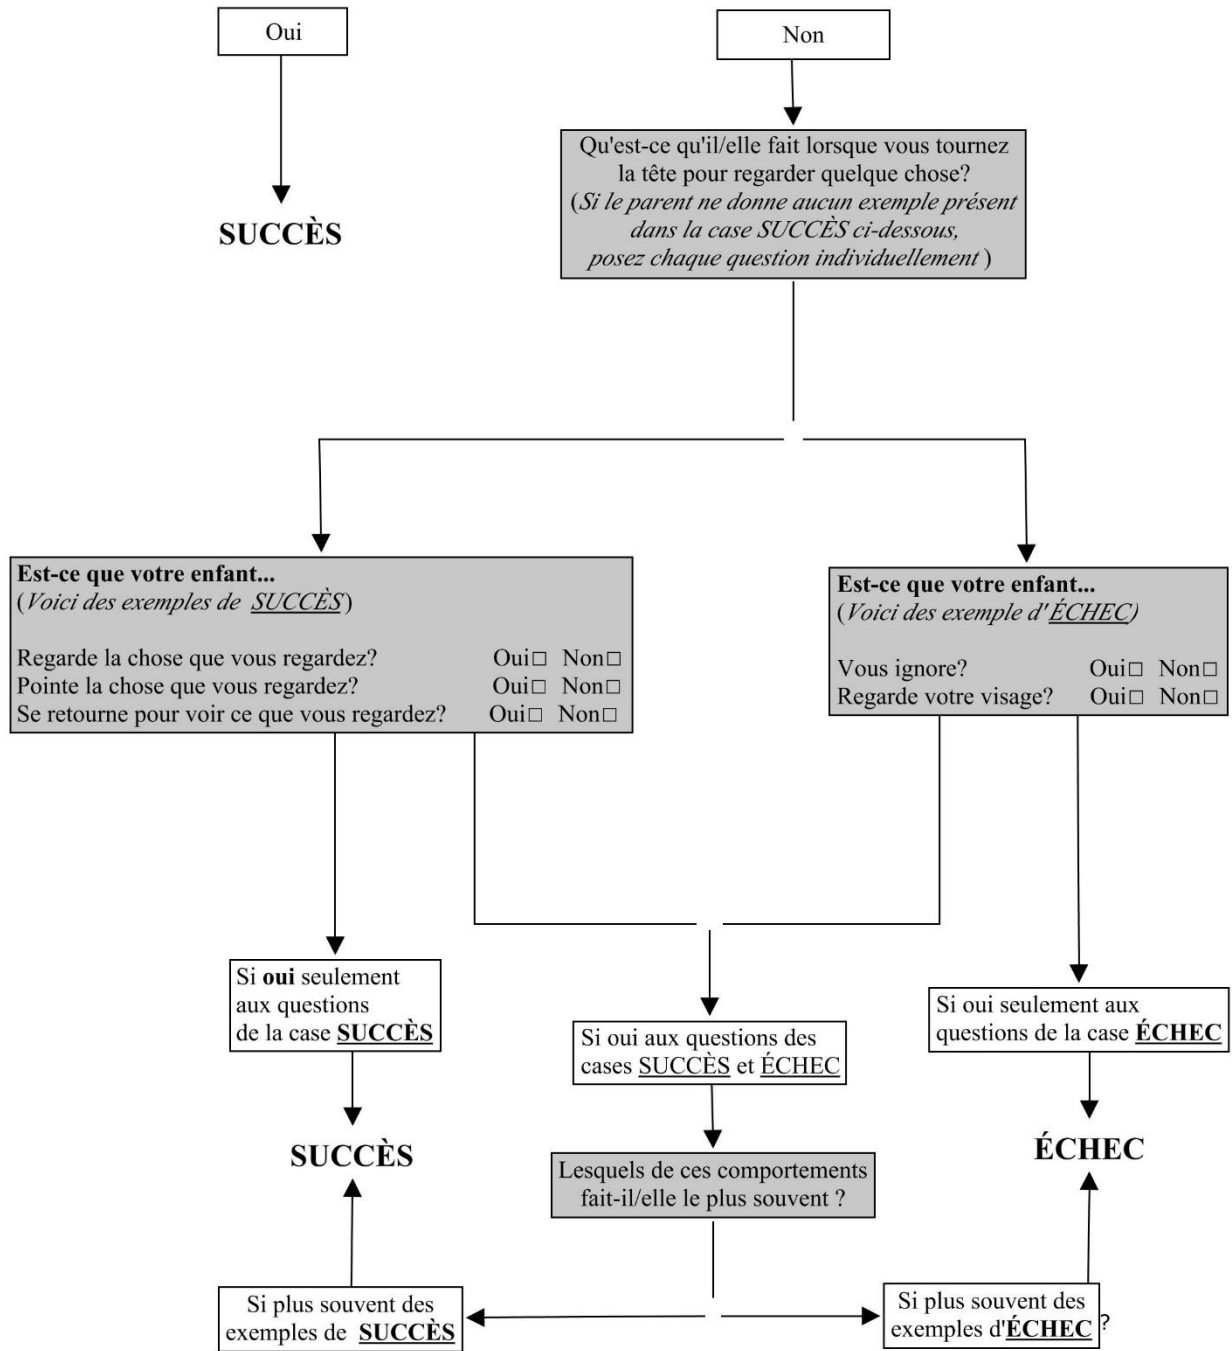 Oui
Non
Qu'est-ce qu'il/elle fait lorsque vous tournez
la tête pour regarder quelque chose?
(Si le parent ne donne aucun exemple présent
dans la case SUCCÈS ci-dessous,
posez chaque question individuellement )
SUCCÈS
Est-ce que votre enfant...
(Voici des exemples de SUCCÈS)
Regarde la chose que vous regardez? Oui□ Non□
Pointe la chose que vous regardez? Oui□ Non□
Se retourne pour voir ce que vous regardez? Oui□ Non□
Est-ce que votre enfant...
(Voici des exemple d'ÉCHEC)
Vous ignore? Oui□ Non□
Regarde votre visage? Oui□ Non□
Si oui seulement
aux questions
de la case SUCCÈS
Si oui aux questions des
cases SUCCÈS et ÉCHEC
Si oui seulement aux
questions de la case ÉCHEC
SUCCÈS
Lesquels de ces comportements
fait-il/elle le plus souvent ?
ÉCHEC
Si plus souvent des
exemples de SUCCÈS
Si plus souvent des
exemples d'ÉCHEC ?